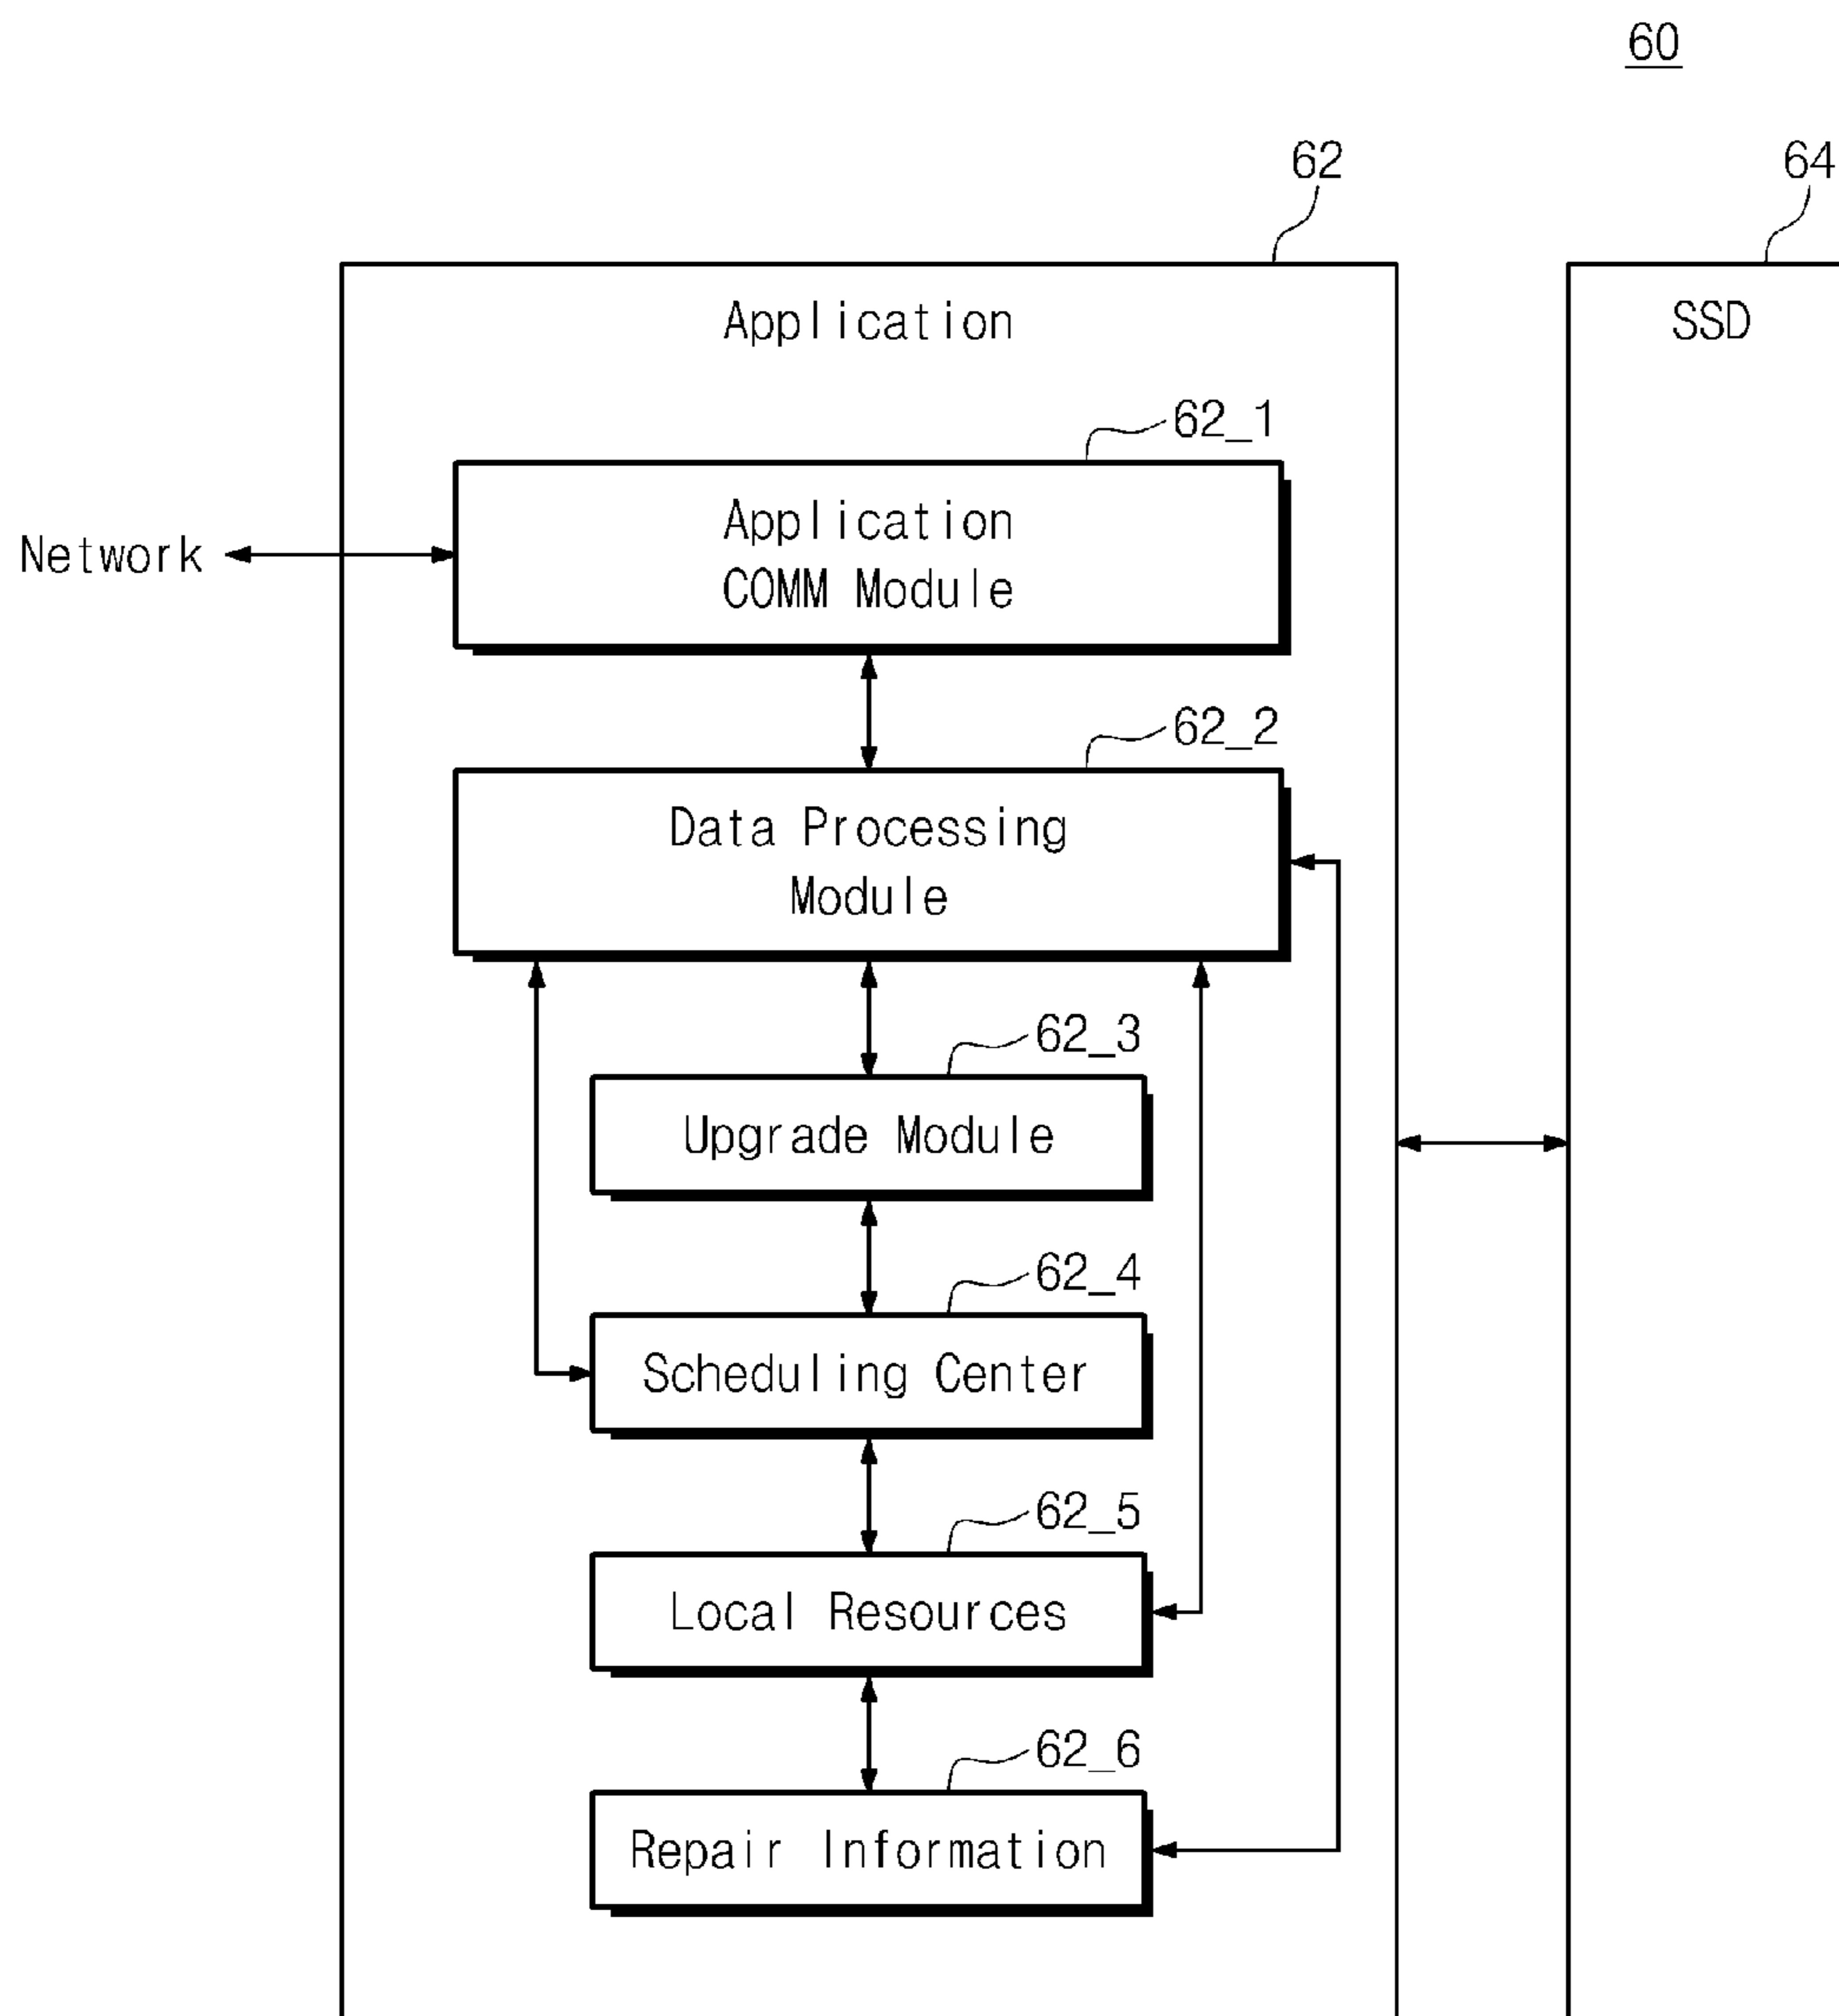 60
62
64
Application
SSD
62_1
Application
COMM Module
Network
62_2
Data Processing
Module
62_3
Upgrade Module
62_4
Scheduling Center
62_5
Local Resources
62_6
Repair Information